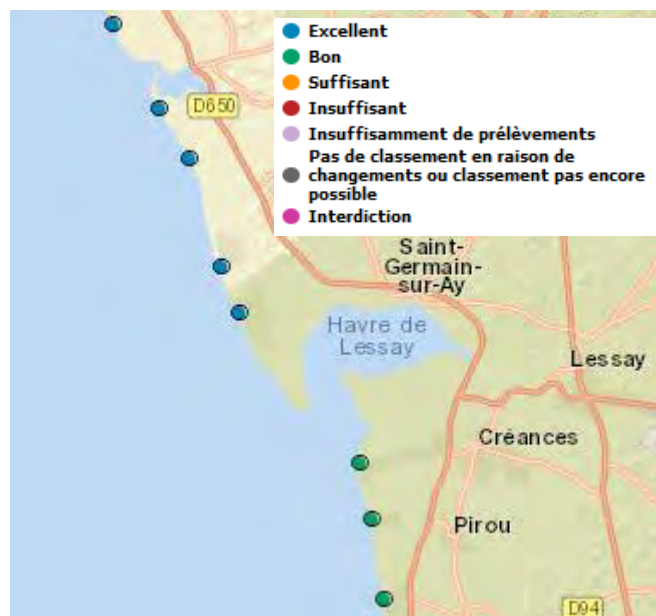 Excellent
Bon
Suffisant
Insuffisant
Insuffisamment de prélèvements
Pas de classement en raison de
changements ou classement pas encore
possible
Interdiction
D650
Saint-
Germain-
sur-Ay
Havre de
Lessay
Lessay
Créances
Pirou
D94